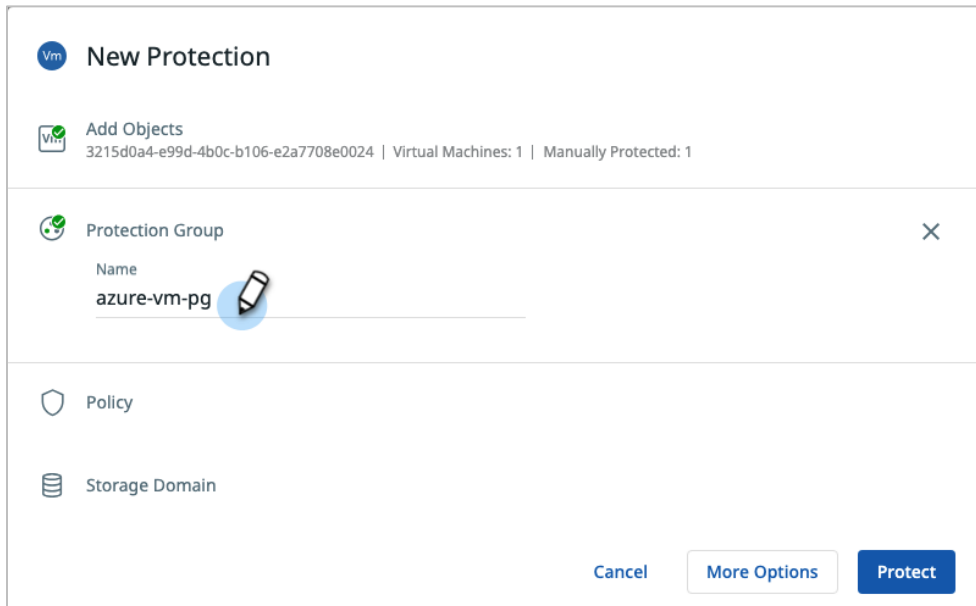 Vm New Protection
Add Objects
3215d0a4-e99d-4b0c-b106-e2a7708e0024 | Virtual Machines: 1 | Manually Protected: 1
Protection Group
Name
azure-vm-pg
Policy
Storage Domain
Cancel More Options Protect